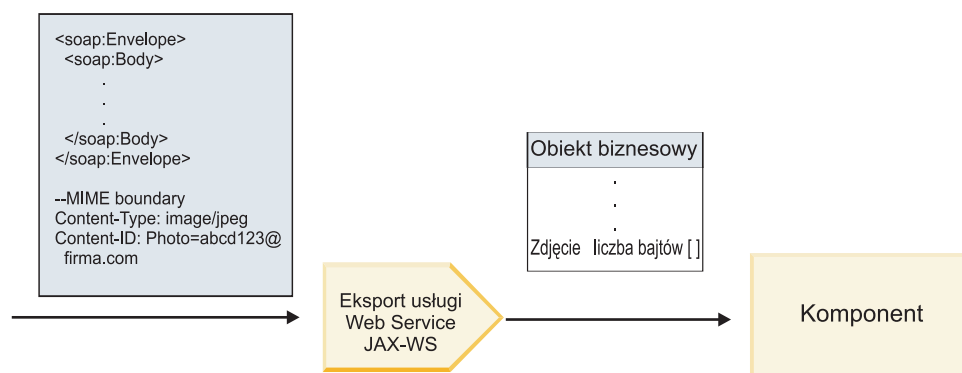 <soap:Envelope>
<soap:Body>
.
.
.
</soap:Body>
</soap:Envelope>
--MIME boundary
Content-Type: image/jpeg
Content-ID: Photo=abcd123@
firma.com
Eksport usługi
Web Service
JAX-WS
Obiekt biznesowy
.
.
.
Zdjęcie liczba bajtów [ ]
Komponent